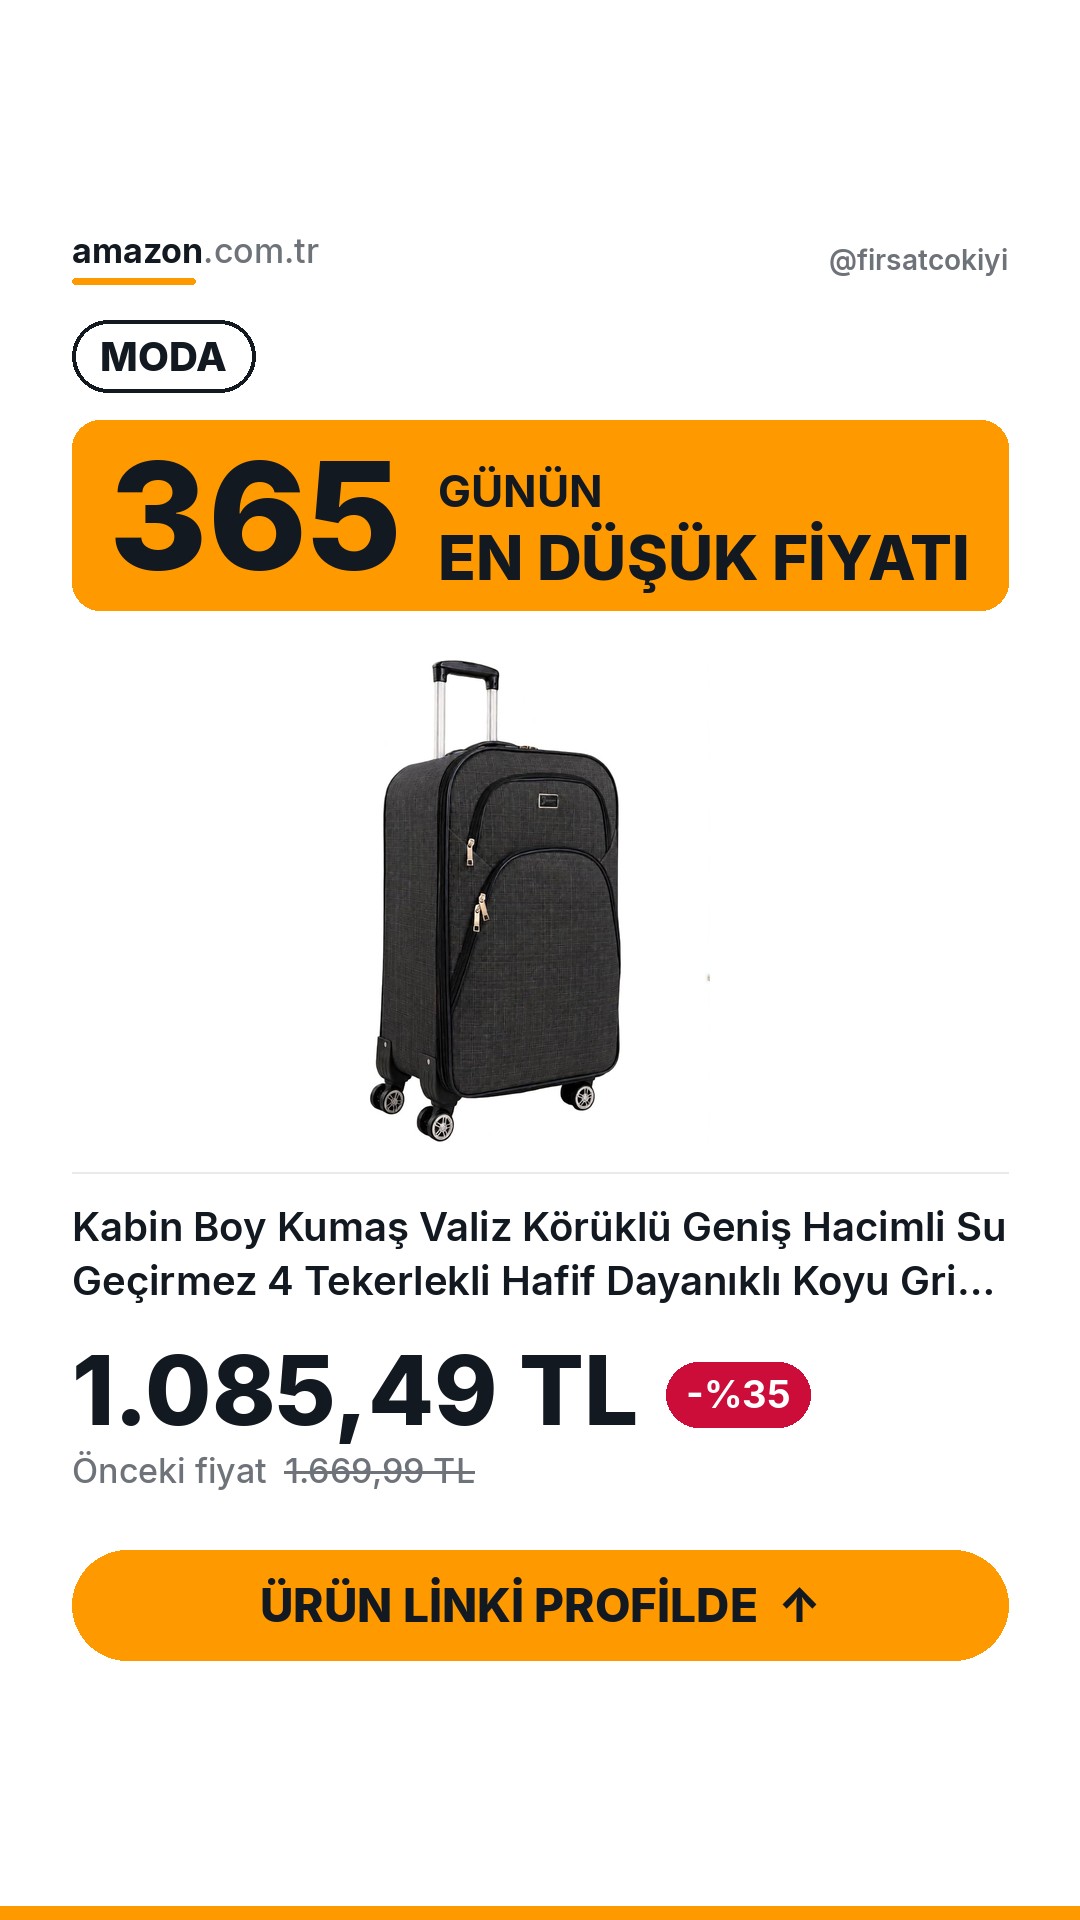 amazon.com.tr
@firsatcokiyi
MODA
365
GÜNÜN
EN DÜŞÜK FİYATI
Kabin Boy Kumaş Valiz Körüklü Geniş Hacimli Su
Geçirmez 4 Tekerlekli Hafif Dayanıklı Koyu Gri...
1.085,49 TL
-%35
Önceki fiyat 1.669,99 TL
ÜRÜN LİNKİ PROFİLDE ↑